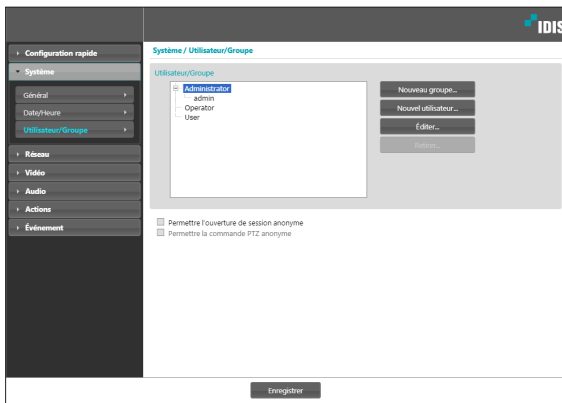 IDIS
Configuration rapide
Système
Général
Date/Heure
Utilisateur/Groupe
Réseau
Vidéo
Audio
Actions
Événement
Système / Utilisateur/Groupe
Utilisateur/Groupe
Administrator
admin
Operator
User
Nouveau groupe...
Nouvel utilisateur...
Éditer...
Retirer...
Permettre l'ouverture de session anonyme
Permettre la commande PTZ anonyme
Enregistrer